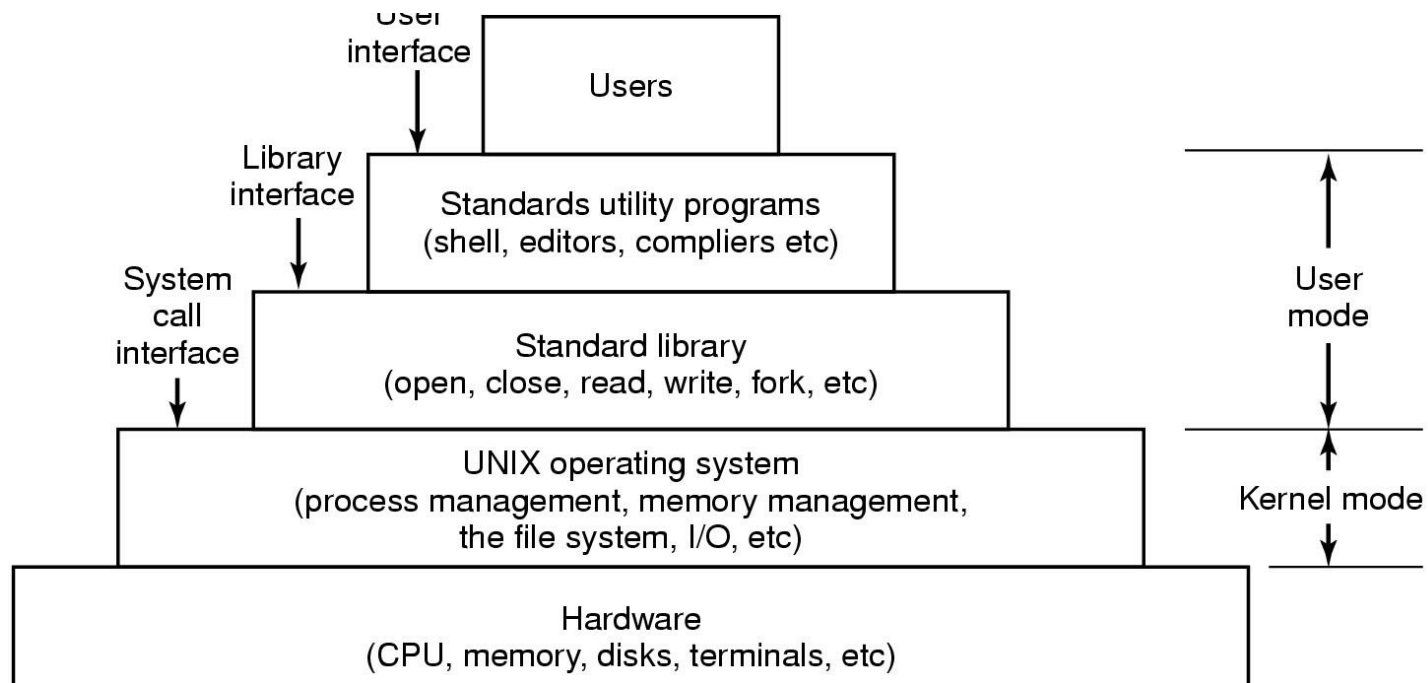 User
interface
Users
Library
interface
Standards utility programs
(shell, editors, compliers etc)
System
call
interface
Standard library
(open, close, read, write, fork, etc)
User
mode
UNIX operating system
(process management, memory management,
the file system, I/O, etc)
Kernel mode
Hardware
(CPU, memory, disks, terminals, etc)